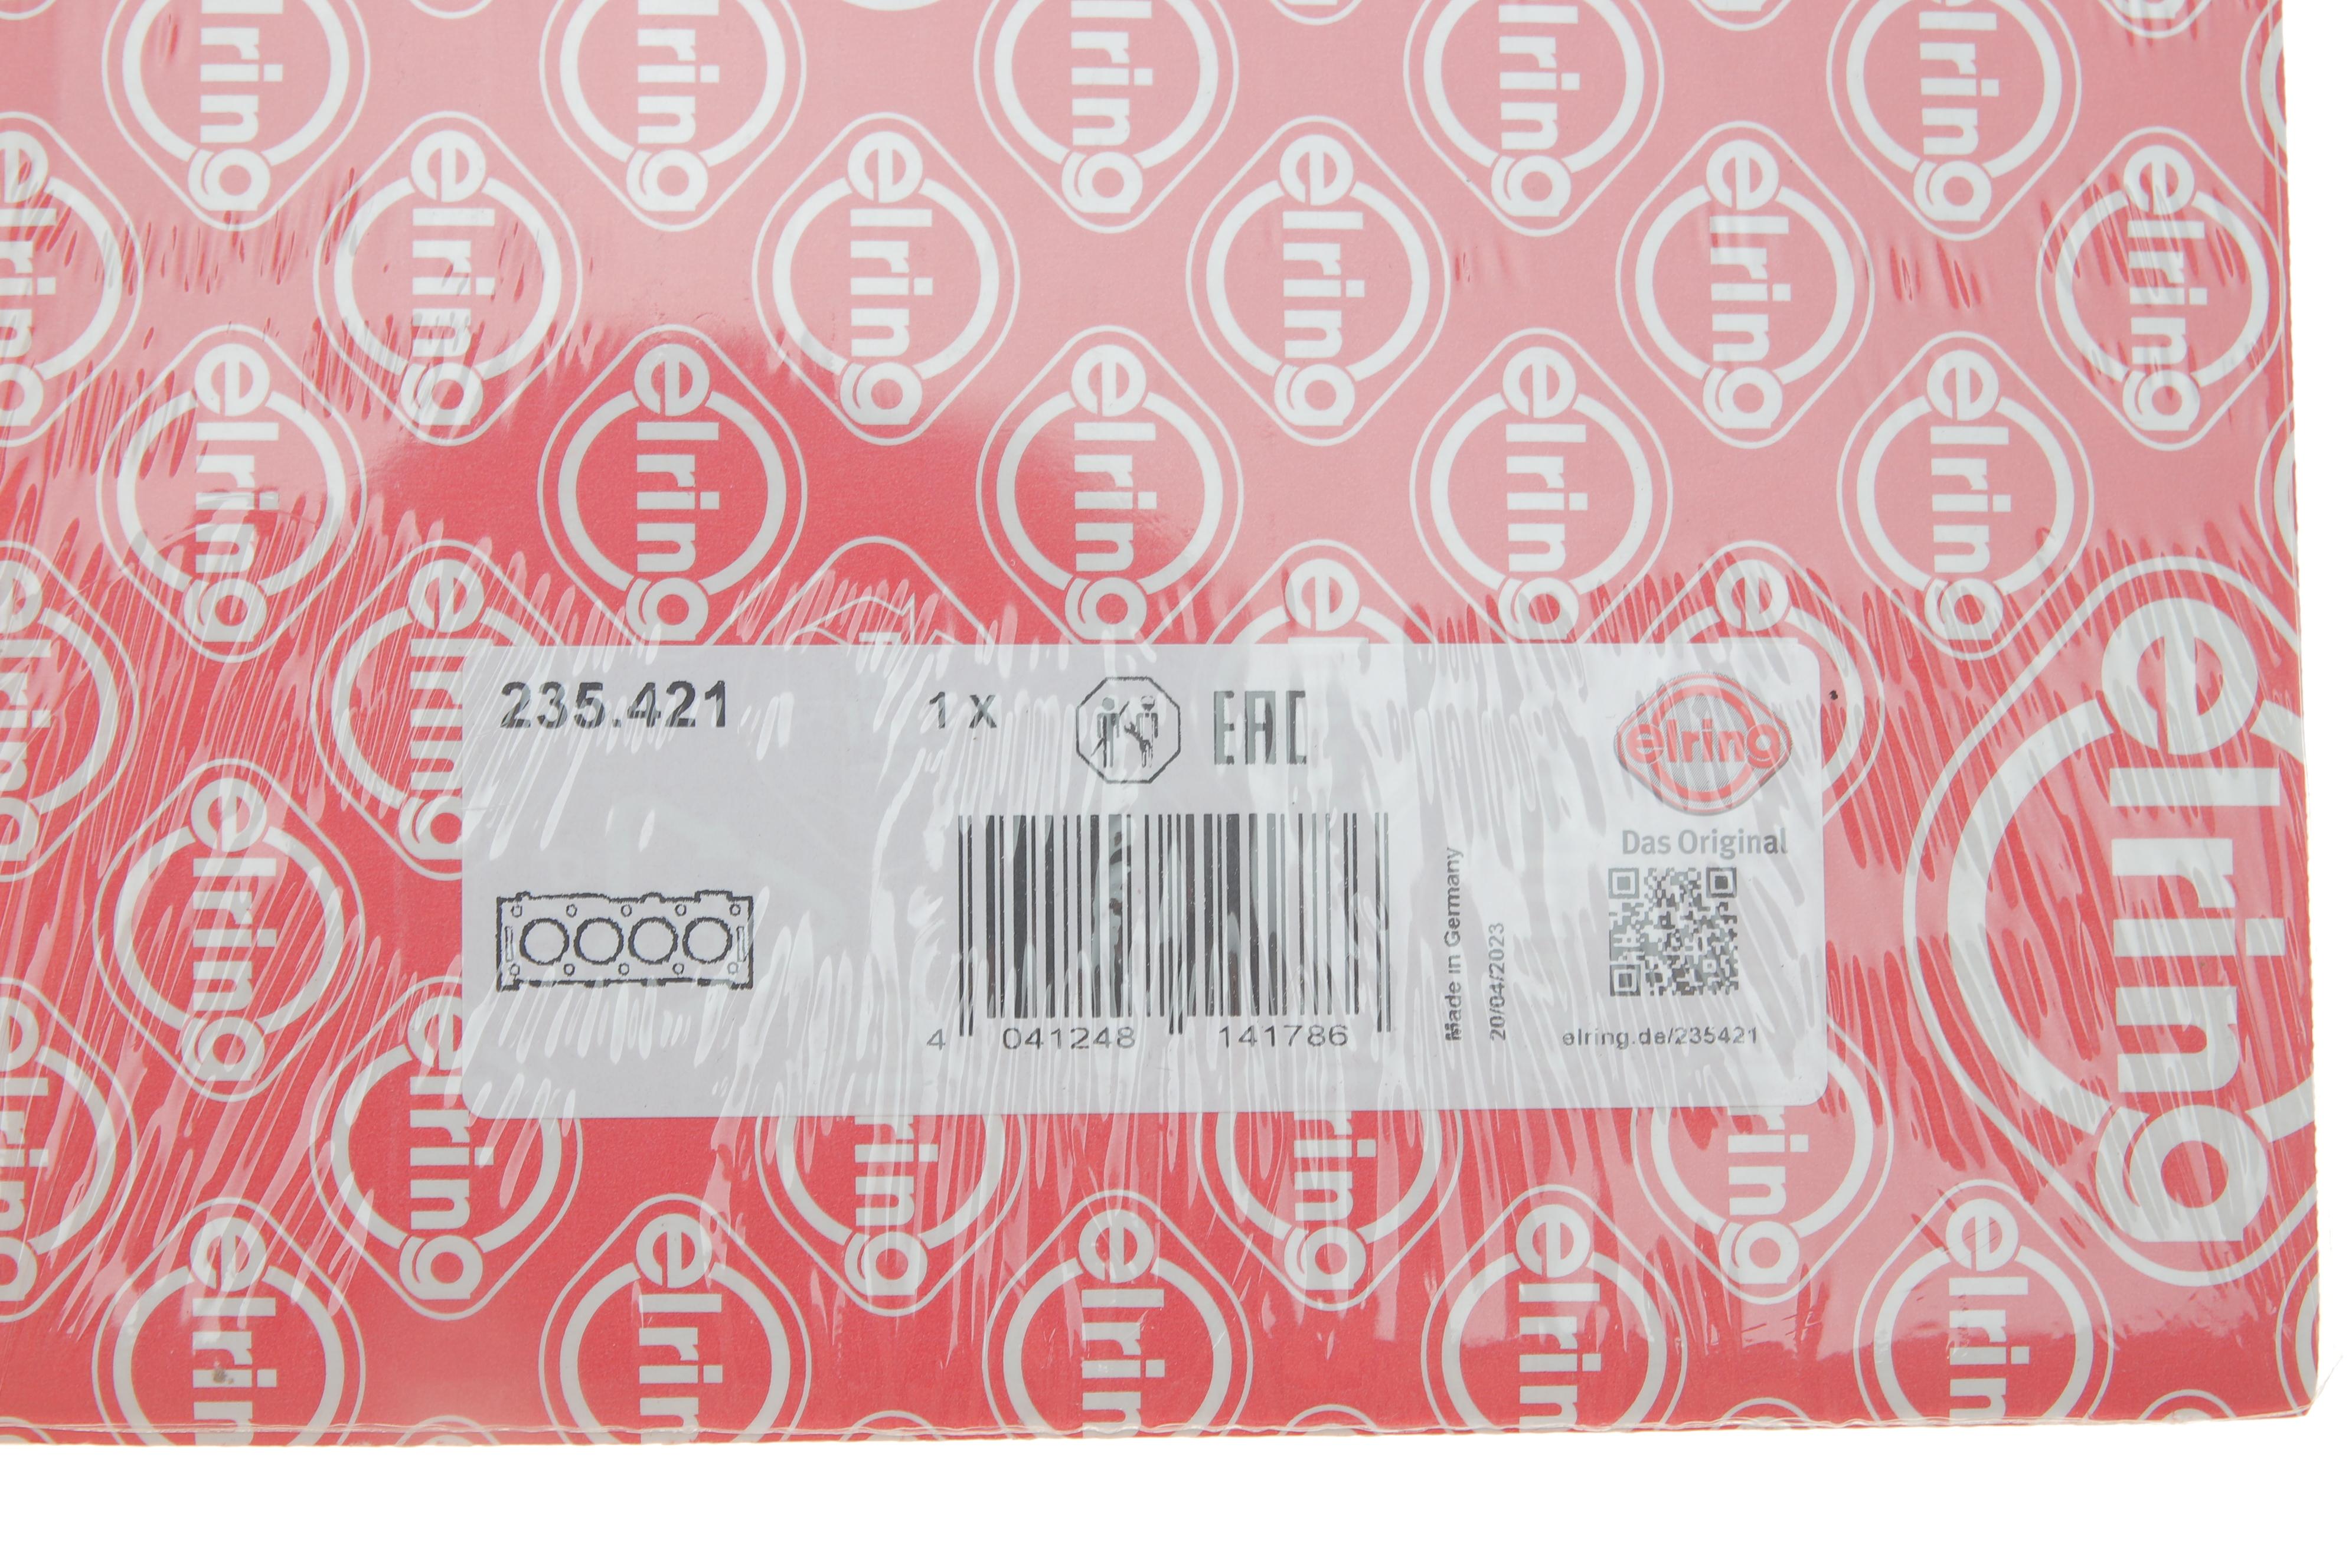 235.421
1 x
EAC
elring
Das Original
4 041248 141786
Made in Germany
20/04/2023
elring.de/235421
elring